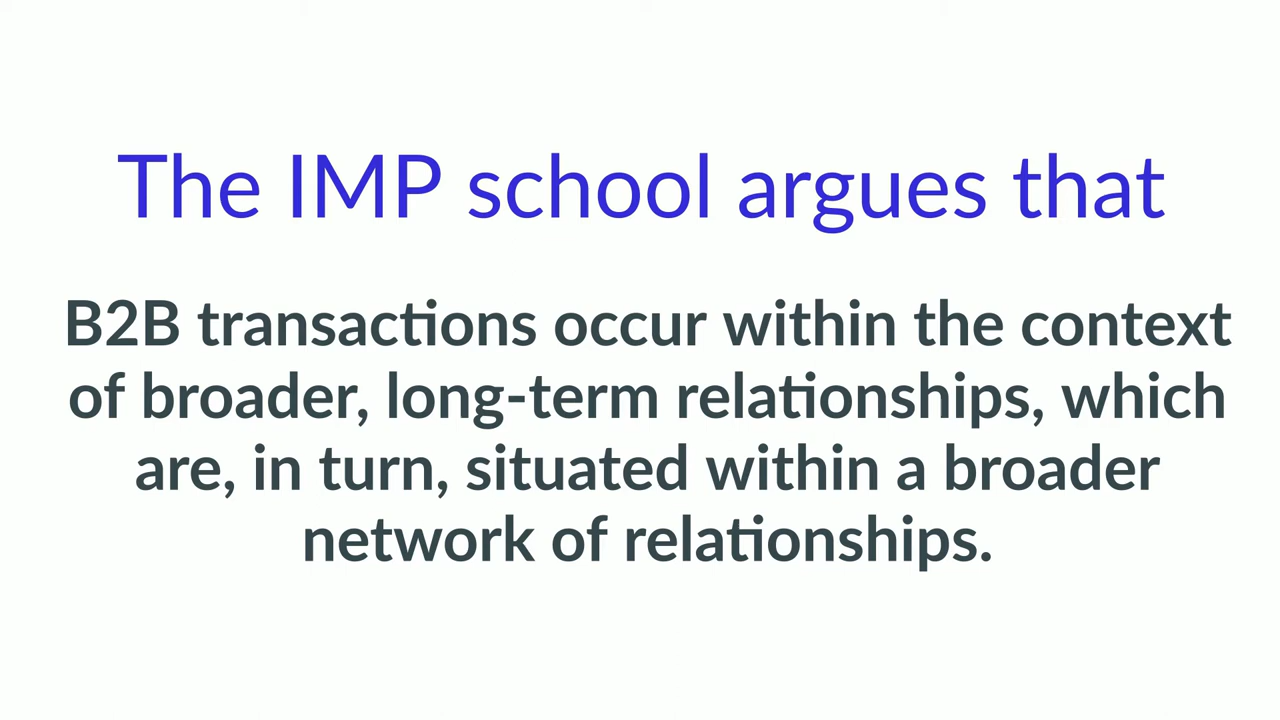 The IMP school argues that
B2B transactions occur within the context
of broader, long-term relationships, which
are, in turn, situated within a broader
network of relationships.